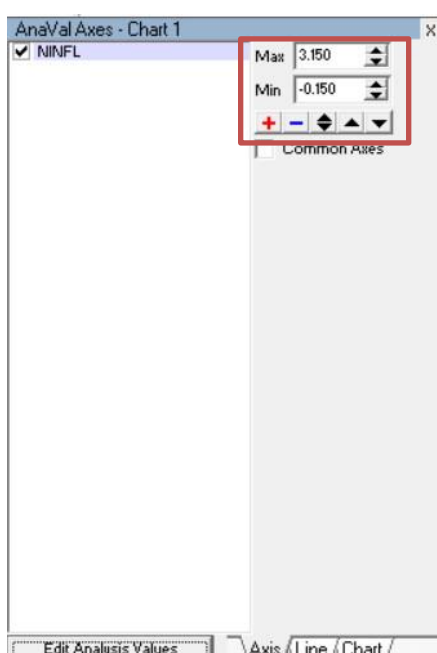 AnaVal Axes - Chart 1 X
NINFL
Max 3.150
Min -0.150
Common Axes
Edit Analysis Values Axis Line Chart